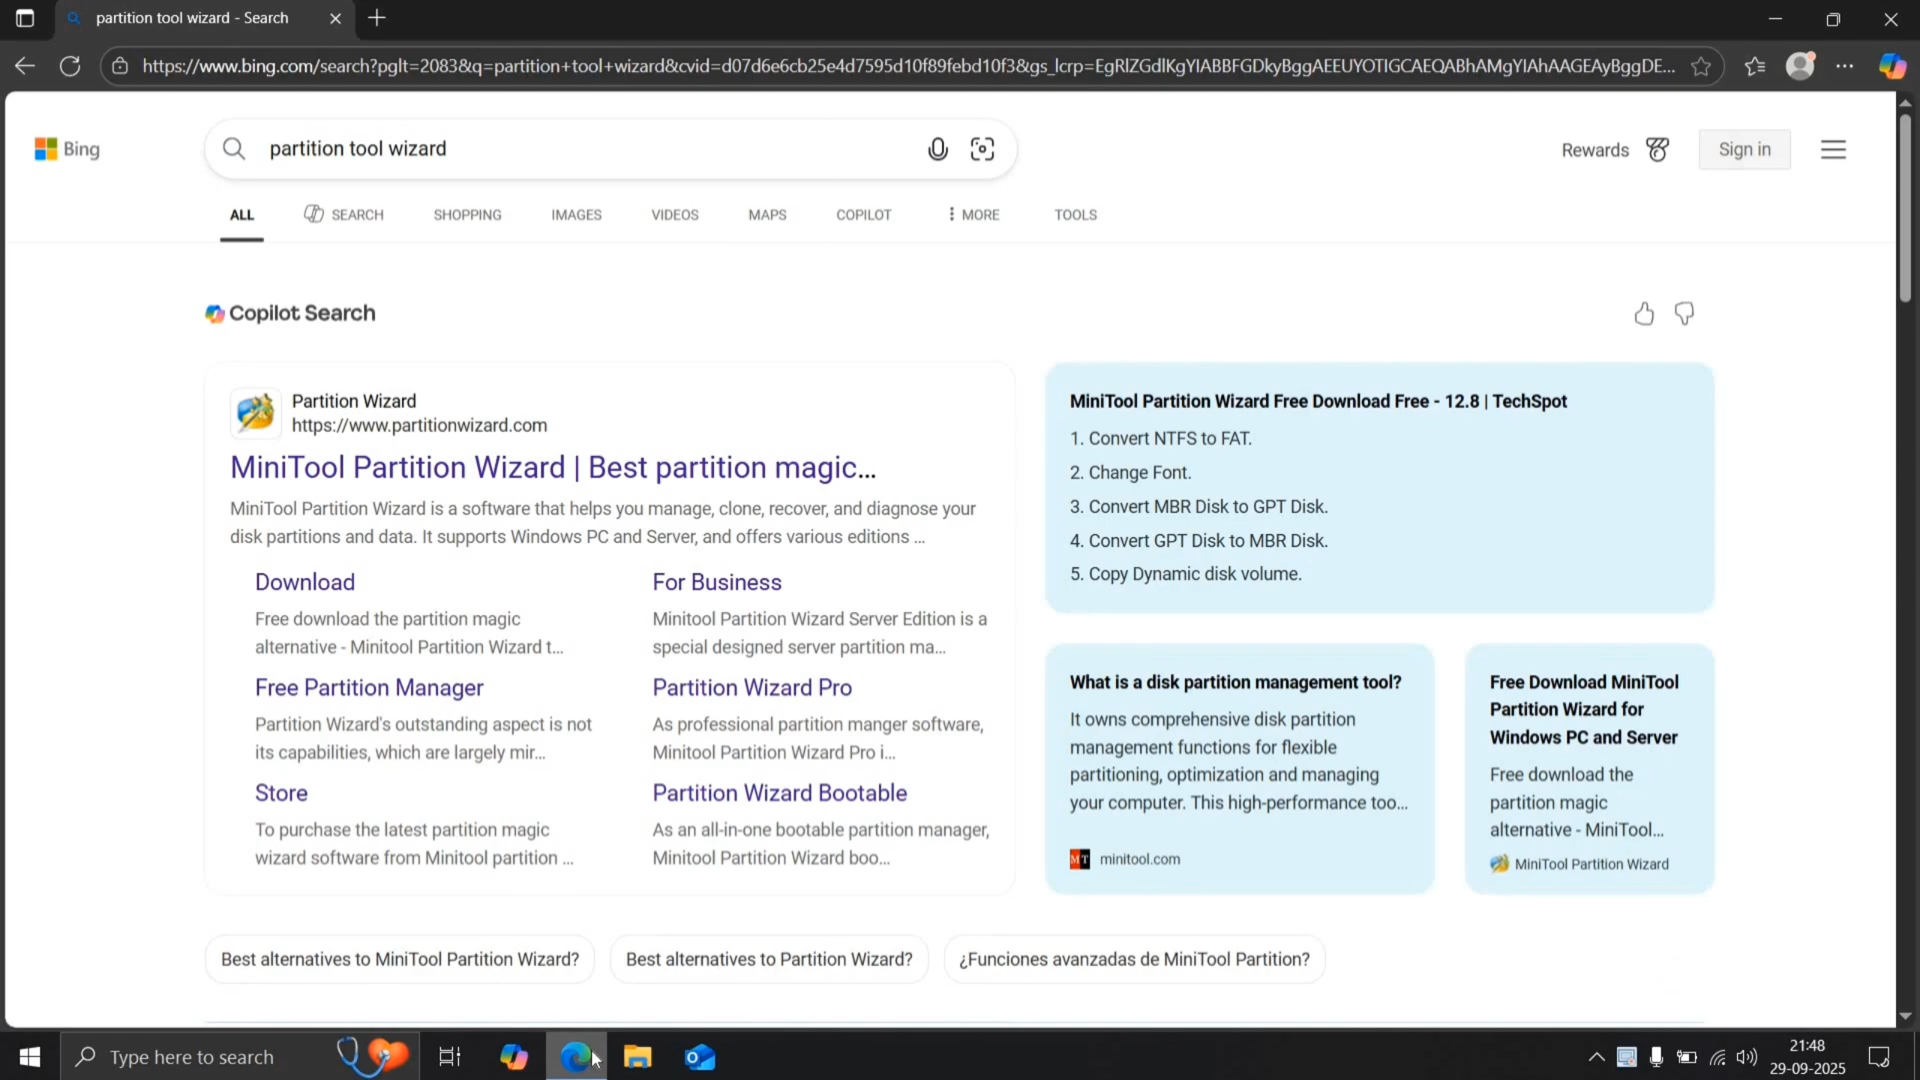 partition tool wizard - Search
https://www.bing.com/search?pglt=2083&q=partition+tool+wizard&cvid=d07d6e6cb25e4d7595d10f89febd10f3&gs_lcrp=EgRlZGdlKgYIABBFGDkyBggAEEUYOTIGCAEQABhAMgYIAhAAGEAyBggDE...
Bing
partition tool wizard
Rewards
Sign in
ALL
SEARCH
SHOPPING
IMAGES
VIDEOS
MAPS
COPILOT
MORE
TOOLS
Copilot Search
Partition Wizard
https://www.partitionwizard.com
MiniTool Partition Wizard | Best partition magic...
MiniTool Partition Wizard is a software that helps you manage, clone, recover, and diagnose your
disk partitions and data. It supports Windows PC and Server, and offers various editions ...
Download
Free download the partition magic
alternative - Minitool Partition Wizard t...
For Business
Minitool Partition Wizard Server Edition is a
special designed server partition ma...
Free Partition Manager
Partition Wizard's outstanding aspect is not
its capabilities, which are largely mir...
Partition Wizard Pro
As professional partition manger software,
Minitool Partition Wizard Pro i...
Store
To purchase the latest partition magic
wizard software from Minitool partition ...
Partition Wizard Bootable
As an all-in-one bootable partition manager,
Minitool Partition Wizard boo...
MiniTool Partition Wizard Free Download Free - 12.8 | TechSpot
1. Convert NTFS to FAT.
2. Change Font.
3. Convert MBR Disk to GPT Disk.
4. Convert GPT Disk to MBR Disk.
5. Copy Dynamic disk volume.
What is a disk partition management tool?
It owns comprehensive disk partition
management functions for flexible
partitioning, optimization and managing
your computer. This high-performance too...
MT minitool.com
Free Download MiniTool
Partition Wizard for
Windows PC and Server
Free download the
partition magic
alternative - MiniTool...
MiniTool Partition Wizard
Best alternatives to MiniTool Partition Wizard?
Best alternatives to Partition Wizard?
¿Funciones avanzadas de MiniTool Partition?
Type here to search
21:48
29-09-2025